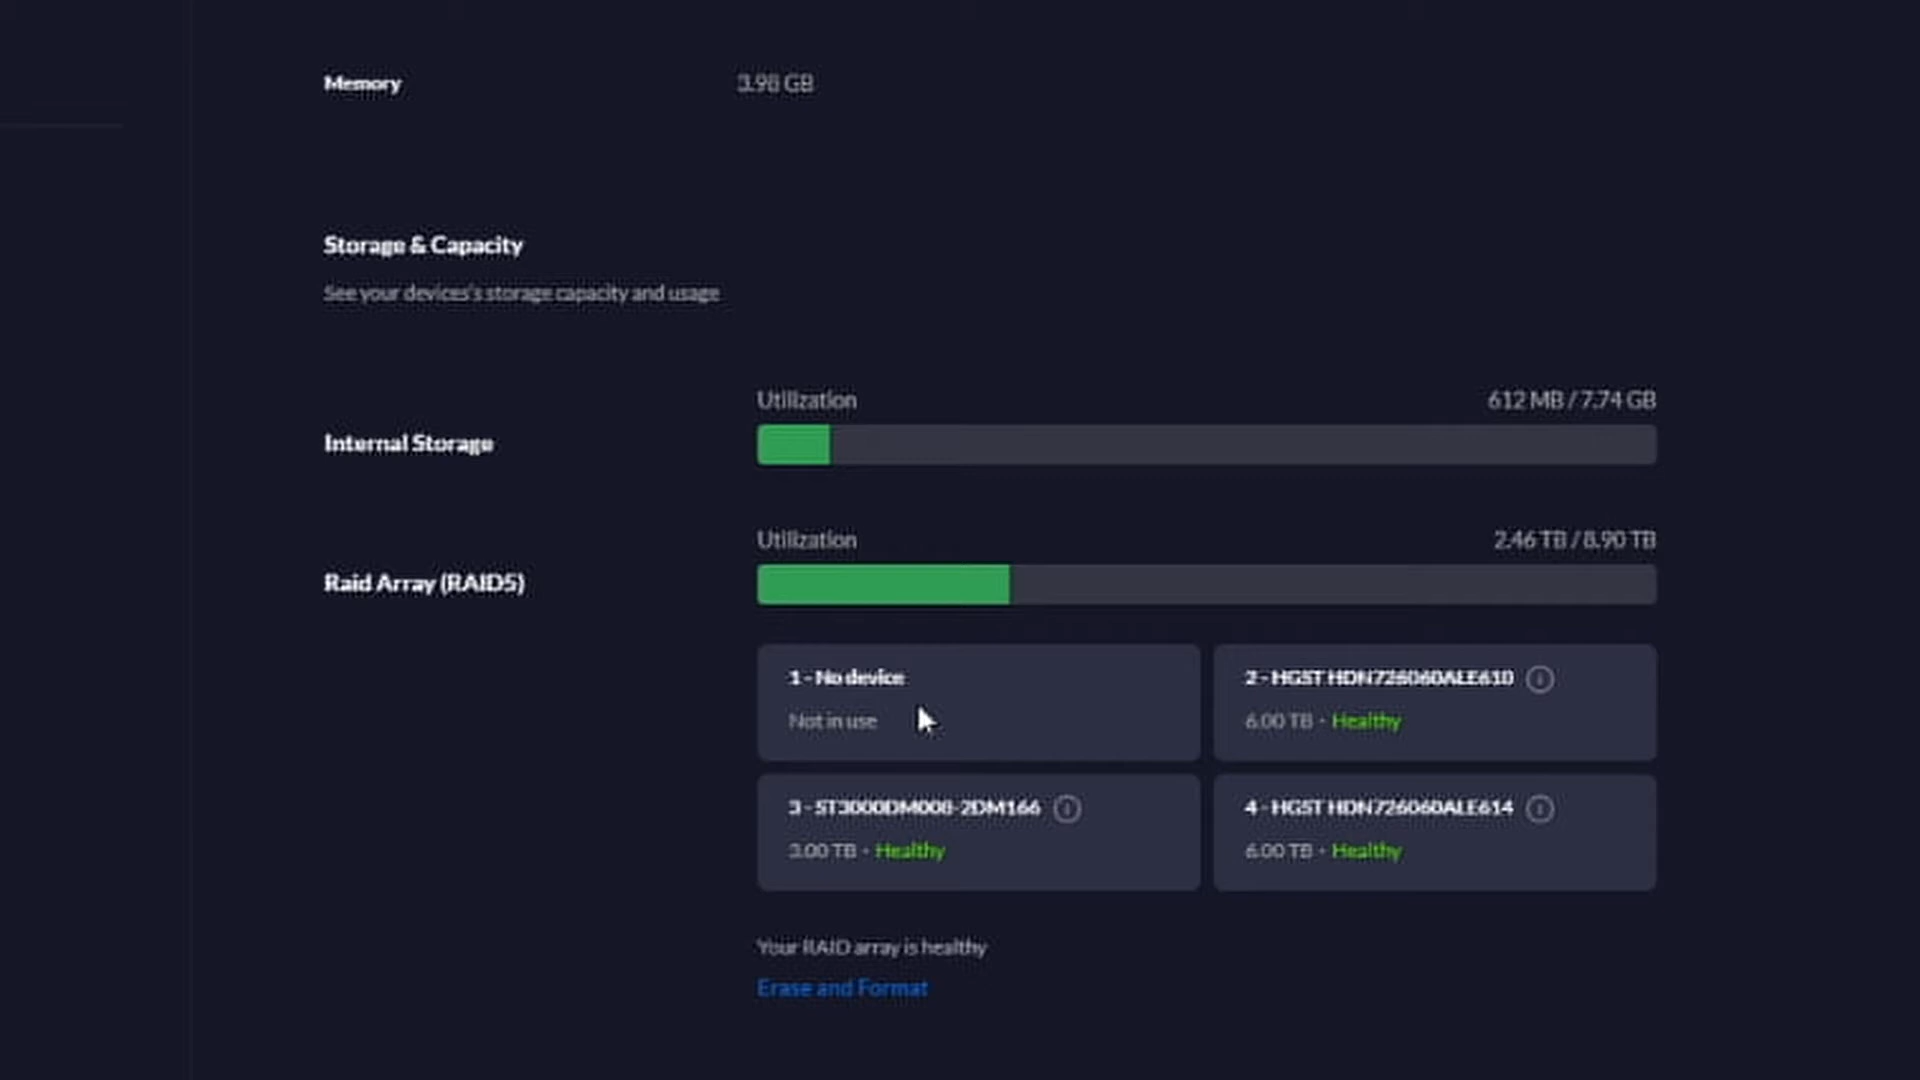 Memory 3.98 GB
Storage & Capacity
See your devices's storage capacity and usage
Utilization 612 MB / 7.74 GB
Internal Storage
Utilization 2.46 TB / 8.90 TB
Raid Array (RAID5)
1 - No device
Not in use
2 - HGST HDN726060ALE610
6.00 TB • Healthy
3 - ST3000DM008-2DM166
3.00 TB • Healthy
4 - HGST HDN726060ALE614
6.00 TB • Healthy
Your RAID array is healthy
Erase and Format